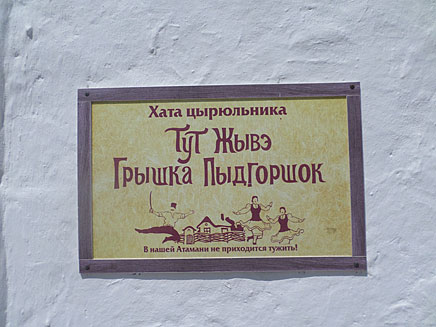 Хата цырюльника
Тут Жывэ
Грышка Пыдгоршок
В нашей Атамани не приходится тужить!